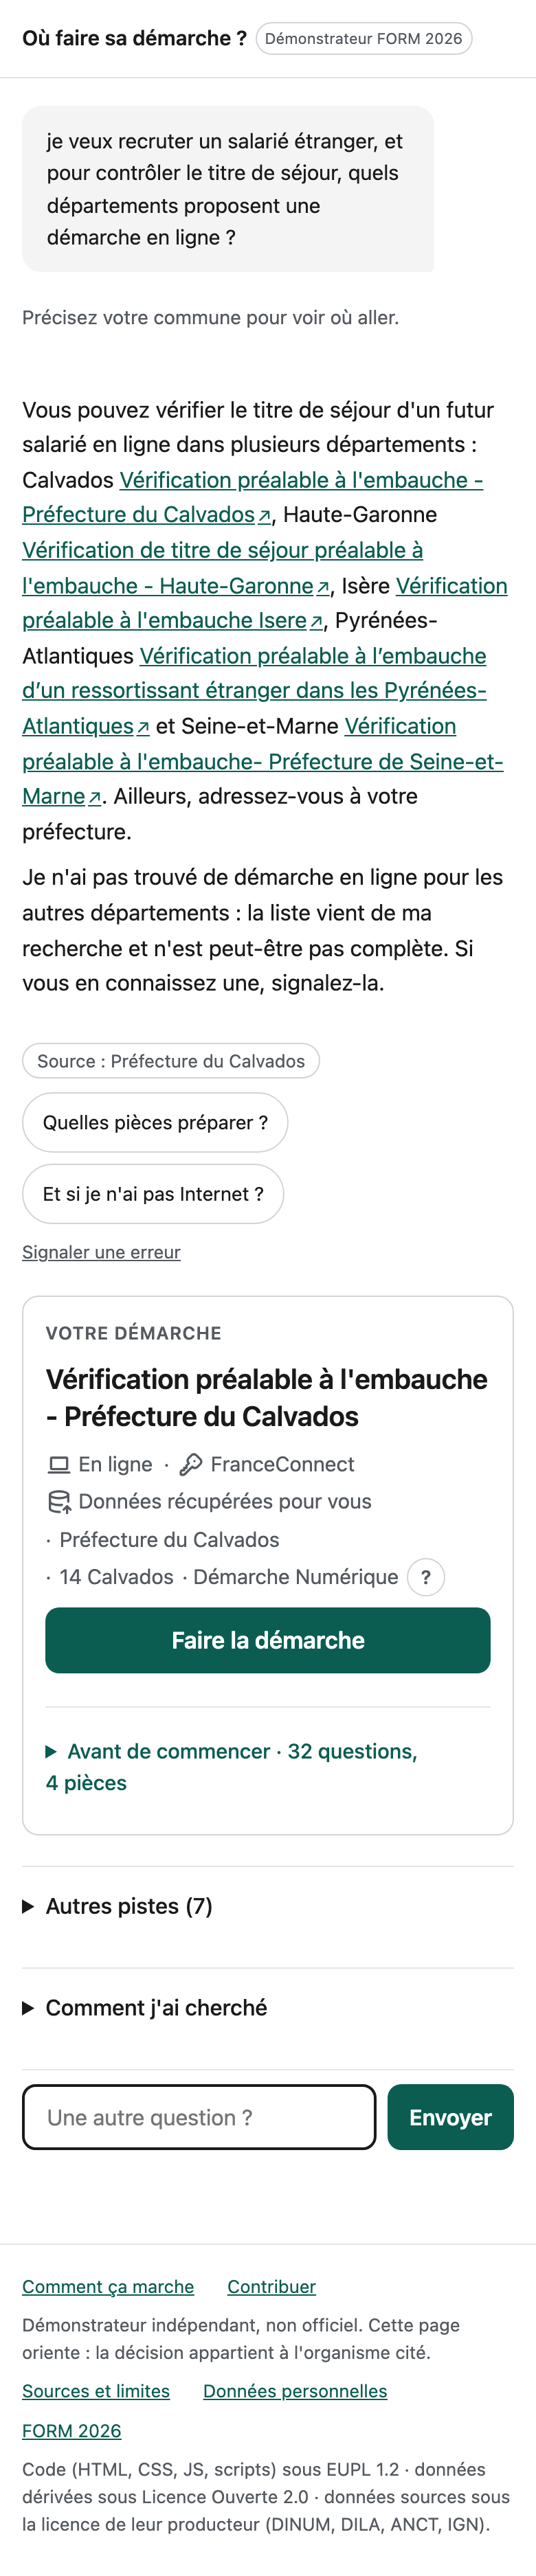 Où faire sa démarche ? Démonstrateur FORM 2026
je veux recruter un salarié étranger, et
pour contrôler le titre de séjour, quels
départements proposent une
démarche en ligne ?
Précisez votre commune pour voir où aller.
Vous pouvez vérifier le titre de séjour d'un futur
salarié en ligne dans plusieurs départements :
Calvados Vérification préalable à l'embauche -
Préfecture du Calvados↗, Haute-Garonne
Vérification de titre de séjour préalable à
l'embauche - Haute-Garonne↗, Isère Vérification
préalable à l'embauche Isere↗, Pyrénées-
Atlantiques Vérification préalable à l’embauche
d’un ressortissant étranger dans les Pyrénées-
Atlantiques↗ et Seine-et-Marne Vérification
préalable à l'embauche- Préfecture de Seine-et-
Marne↗. Ailleurs, adressez-vous à votre
préfecture.
Je n'ai pas trouvé de démarche en ligne pour les
autres départements : la liste vient de ma
recherche et n'est peut-être pas complète. Si
vous en connaissez une, signalez-la.
Source : Préfecture du Calvados
Quelles pièces préparer ?
Et si je n'ai pas Internet ?
Signaler une erreur
VOTRE DÉMARCHE
Vérification préalable à l'embauche
- Préfecture du Calvados
En ligne · FranceConnect
Données récupérées pour vous
· Préfecture du Calvados
· 14 Calvados · Démarche Numérique ?
Faire la démarche
▶ Avant de commencer · 32 questions,
4 pièces
▶ Autres pistes (7)
▶ Comment j'ai cherché
Une autre question ? Envoyer
Comment ça marche Contribuer
Démonstrateur indépendant, non officiel. Cette page
oriente : la décision appartient à l'organisme cité.
Sources et limites Données personnelles
FORM 2026
Code (HTML, CSS, JS, scripts) sous EUPL 1.2 · données
dérivées sous Licence Ouverte 2.0 · données sources sous
la licence de leur producteur (DINUM, DILA, ANCT, IGN).